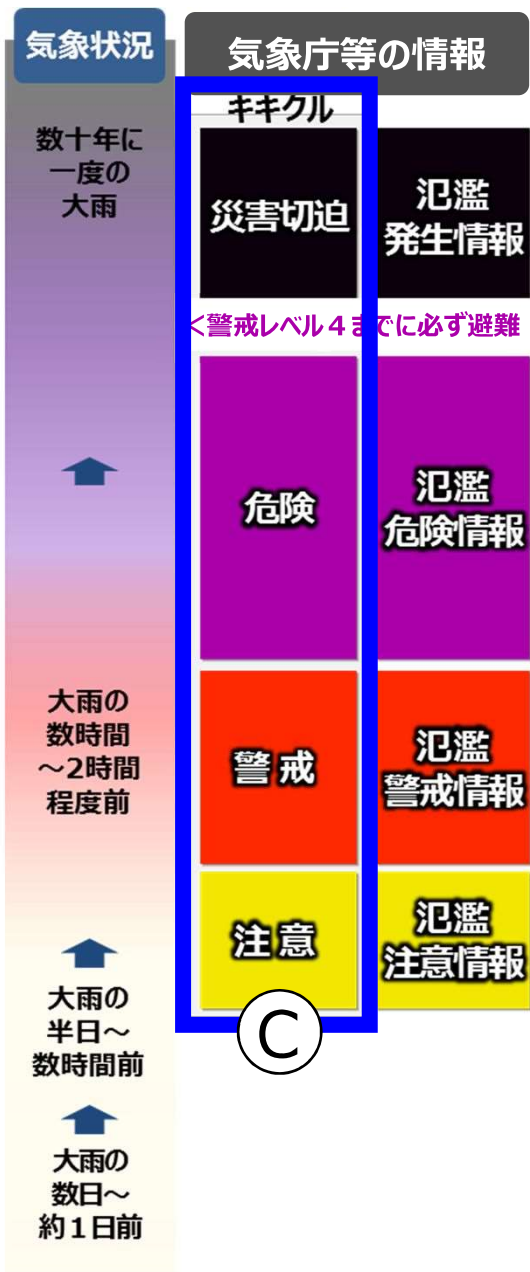 気象状況
気象庁等の情報
キキクル
数十年に
一度の
大雨
災害切迫
氾濫
発生情報
<警戒レベル４までに必ず避難
危険
氾濫
危険情報
大雨の
数時間
～2時間
程度前
警戒
氾濫
警戒情報
注意
氾濫
注意情報
C
大雨の
半日～
数時間前
大雨の
数日～
約１日前